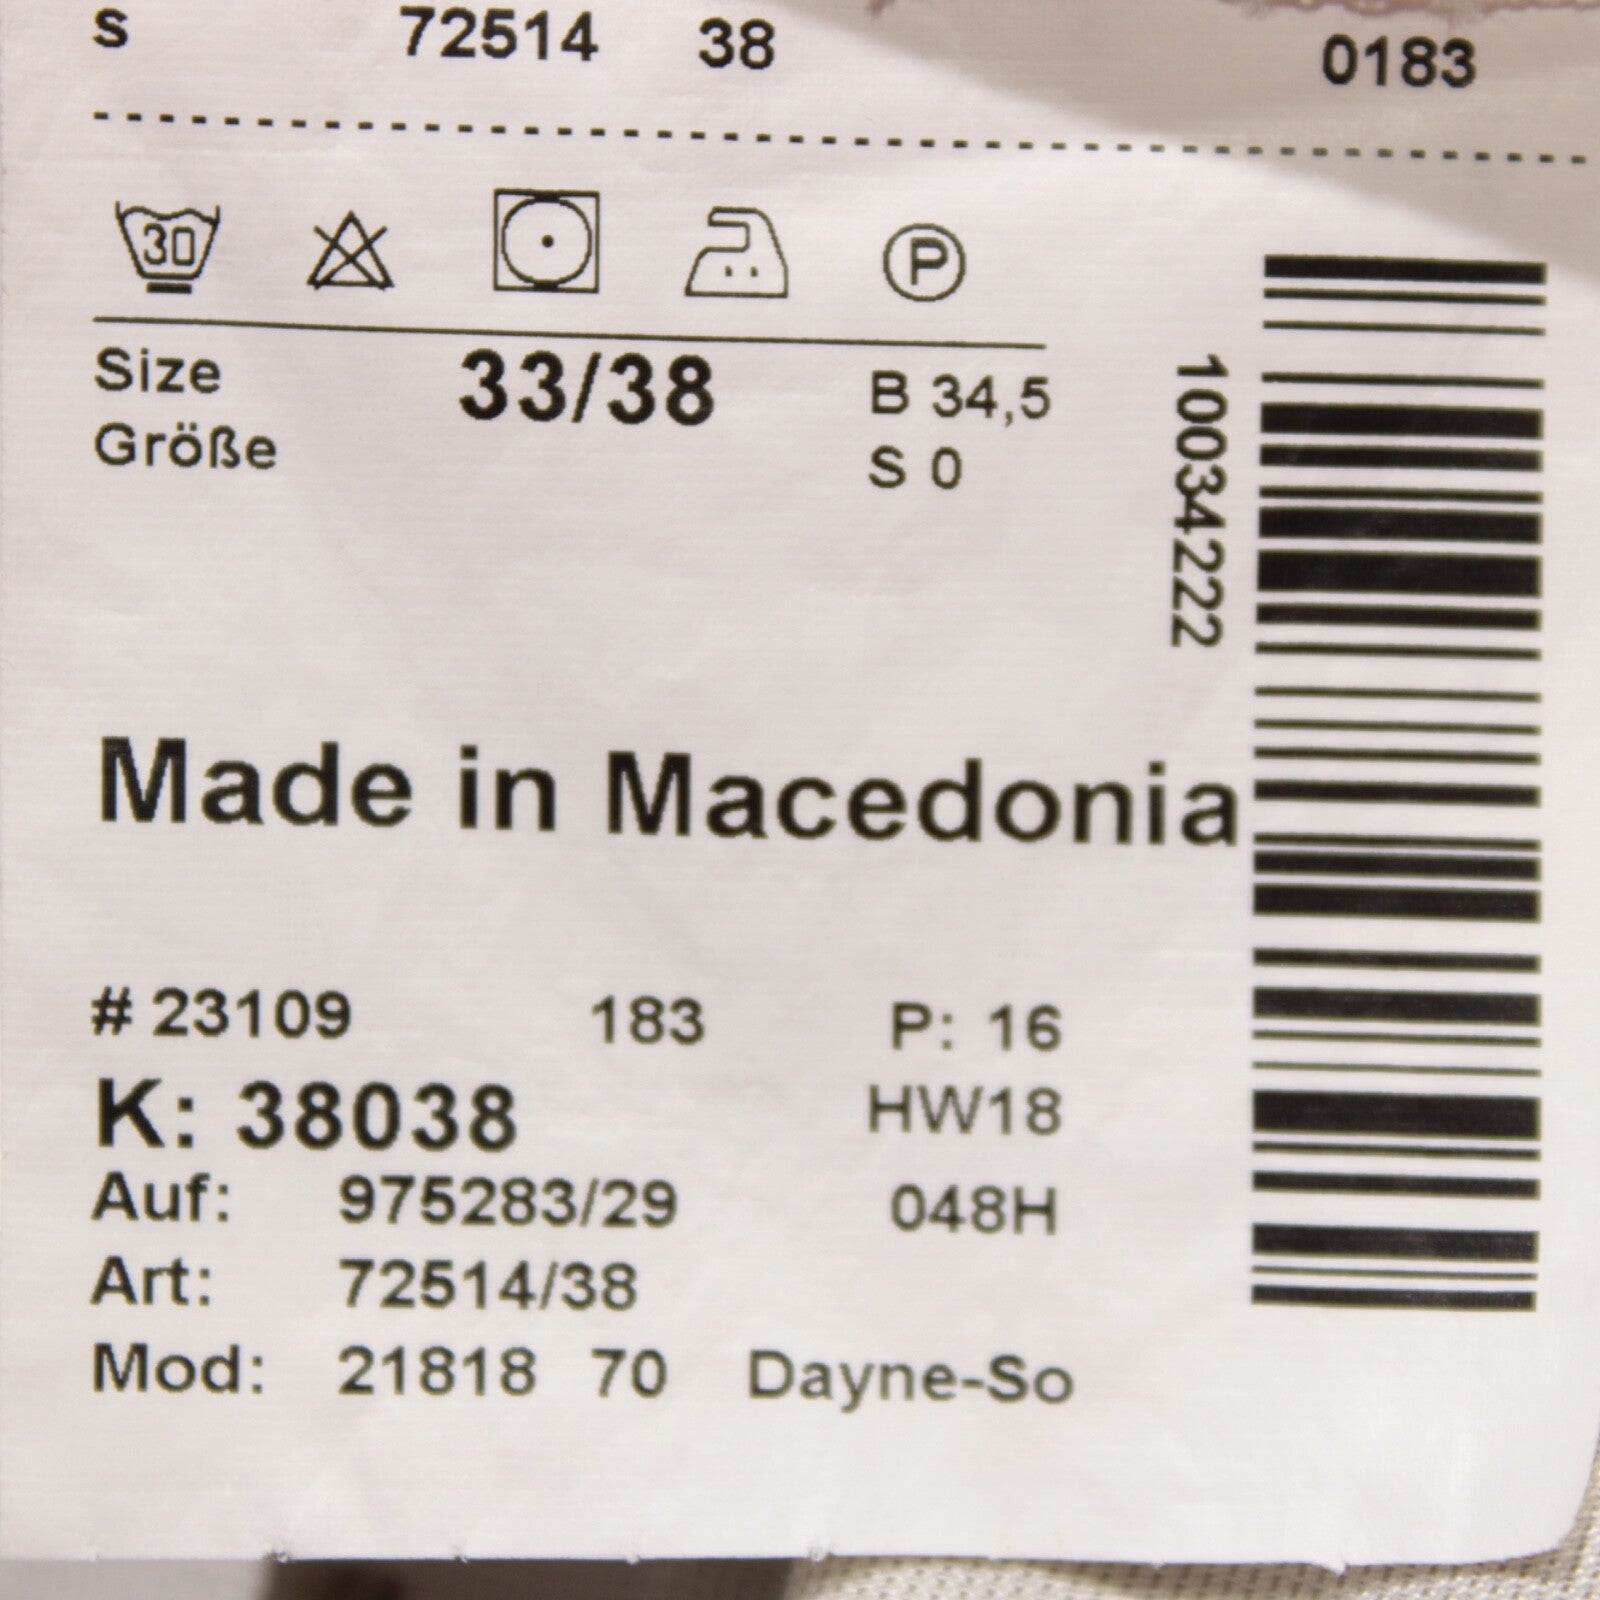 s 72514 38 0183
30 P
Size 33/38 B 34,5
Größe S 0
10034222
Made in Macedonia
# 23109 183 P: 16
K: 38038 HW18
Auf: 975283/29 048H
Art: 72514/38
Mod: 21818 70 Dayne-So